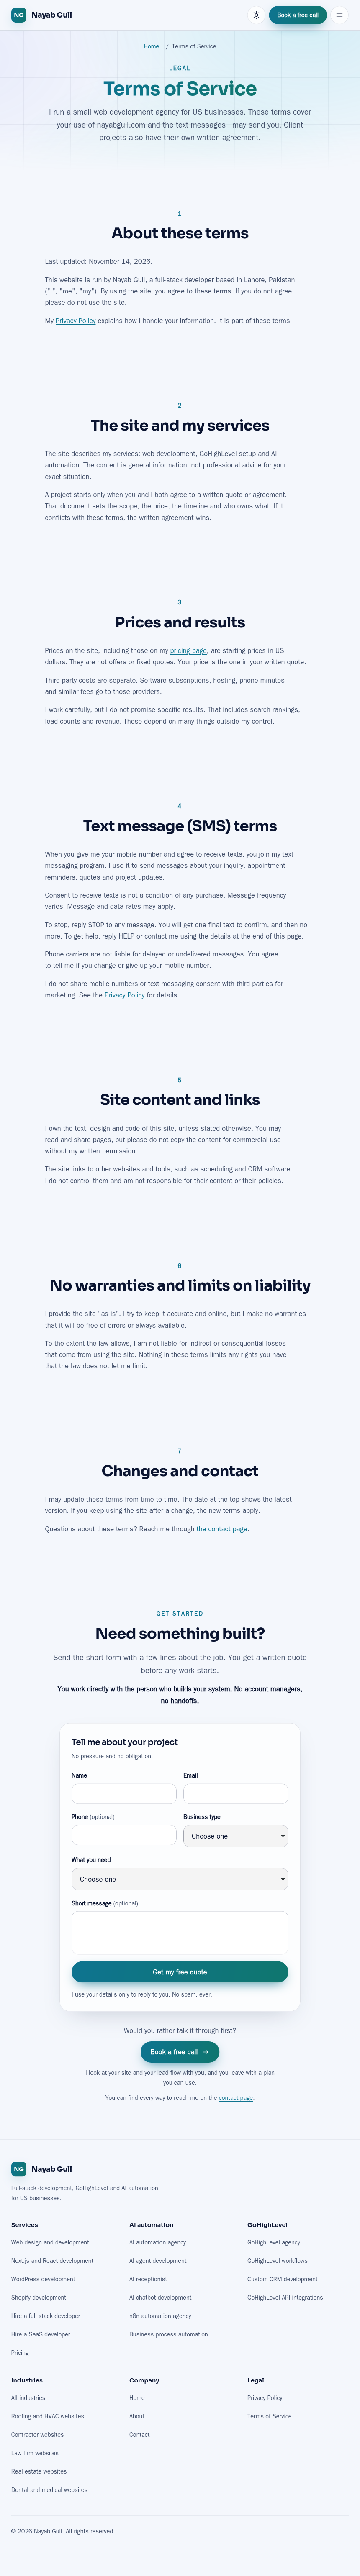 NG Nayab Gull
Book a free call
Home / Terms of Service
LEGAL
Terms of Service
I run a small web development agency for US businesses. These terms cover
your use of nayabgull.com and the text messages I may send you. Client
projects also have their own written agreement.
1
About these terms
Last updated: November 14, 2026.
This website is run by Nayab Gull, a full-stack developer based in Lahore, Pakistan
("I", "me", "my"). By using the site, you agree to these terms. If you do not agree,
please do not use the site.
My Privacy Policy explains how I handle your information. It is part of these terms.
2
The site and my services
The site describes my services: web development, GoHighLevel setup and AI
automation. The content is general information, not professional advice for your
exact situation.
A project starts only when you and I both agree to a written quote or agreement.
That document sets the scope, the price, the timeline and who owns what. If it
conflicts with these terms, the written agreement wins.
3
Prices and results
Prices on the site, including those on my pricing page, are starting prices in US
dollars. They are not offers or fixed quotes. Your price is the one in your written quote.
Third-party costs are separate. Software subscriptions, hosting, phone minutes
and similar fees go to those providers.
I work carefully, but I do not promise specific results. That includes search rankings,
lead counts and revenue. Those depend on many things outside my control.
4
Text message (SMS) terms
When you give me your mobile number and agree to receive texts, you join my text
messaging program. I use it to send messages about your inquiry, appointment
reminders, quotes and project updates.
Consent to receive texts is not a condition of any purchase. Message frequency
varies. Message and data rates may apply.
To stop, reply STOP to any message. You will get one final text to confirm, and then no
more. To get help, reply HELP or contact me using the details at the end of this page.
Phone carriers are not liable for delayed or undelivered messages. You agree
to tell me if you change or give up your mobile number.
I do not share mobile numbers or text messaging consent with third parties for
marketing. See the Privacy Policy for details.
5
Site content and links
I own the text, design and code of this site, unless stated otherwise. You may
read and share pages, but please do not copy the content for commercial use
without my written permission.
The site links to other websites and tools, such as scheduling and CRM software.
I do not control them and am not responsible for their content or their policies.
6
No warranties and limits on liability
I provide the site "as is". I try to keep it accurate and online, but I make no warranties
that it will be free of errors or always available.
To the extent the law allows, I am not liable for indirect or consequential losses
that come from using the site. Nothing in these terms limits any rights you have
that the law does not let me limit.
7
Changes and contact
I may update these terms from time to time. The date at the top shows the latest
version. If you keep using the site after a change, the new terms apply.
Questions about these terms? Reach me through the contact page.
GET STARTED
Need something built?
Send the short form with a few lines about the job. You get a written quote
before any work starts.
You work directly with the person who builds your system. No account managers,
no handoffs.
Tell me about your project
No pressure and no obligation.
Name Email
Phone (optional) Business type
Choose one
What you need
Choose one
Short message (optional)
Get my free quote
I use your details only to reply to you. No spam, ever.
Would you rather talk it through first?
Book a free call →
I look at your site and your lead flow with you, and you leave with a plan
you can use.
You can find every way to reach me on the contact page.
NG Nayab Gull
Full-stack development, GoHighLevel and AI automation
for US businesses.
Services
Web design and development
Next.js and React development
WordPress development
Shopify development
Hire a full stack developer
Hire a SaaS developer
Pricing
AI automation
AI automation agency
AI agent development
AI receptionist
AI chatbot development
n8n automation agency
Business process automation
GoHighLevel
GoHighLevel agency
GoHighLevel workflows
Custom CRM development
GoHighLevel API integrations
Industries
All industries
Roofing and HVAC websites
Contractor websites
Law firm websites
Real estate websites
Dental and medical websites
Company
Home
About
Contact
Legal
Privacy Policy
Terms of Service
© 2026 Nayab Gull. All rights reserved.